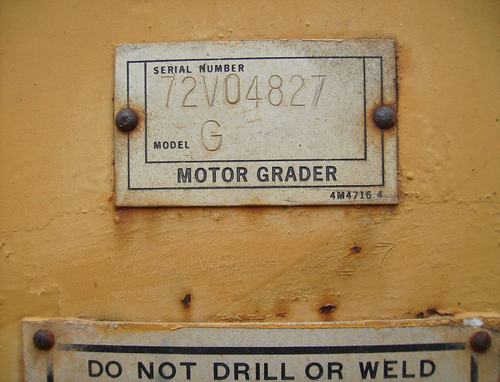 SERIAL NUMBER
72V04827
MODEL G
MOTOR GRADER
4M4716 4
DO NOT DRILL OR WELD